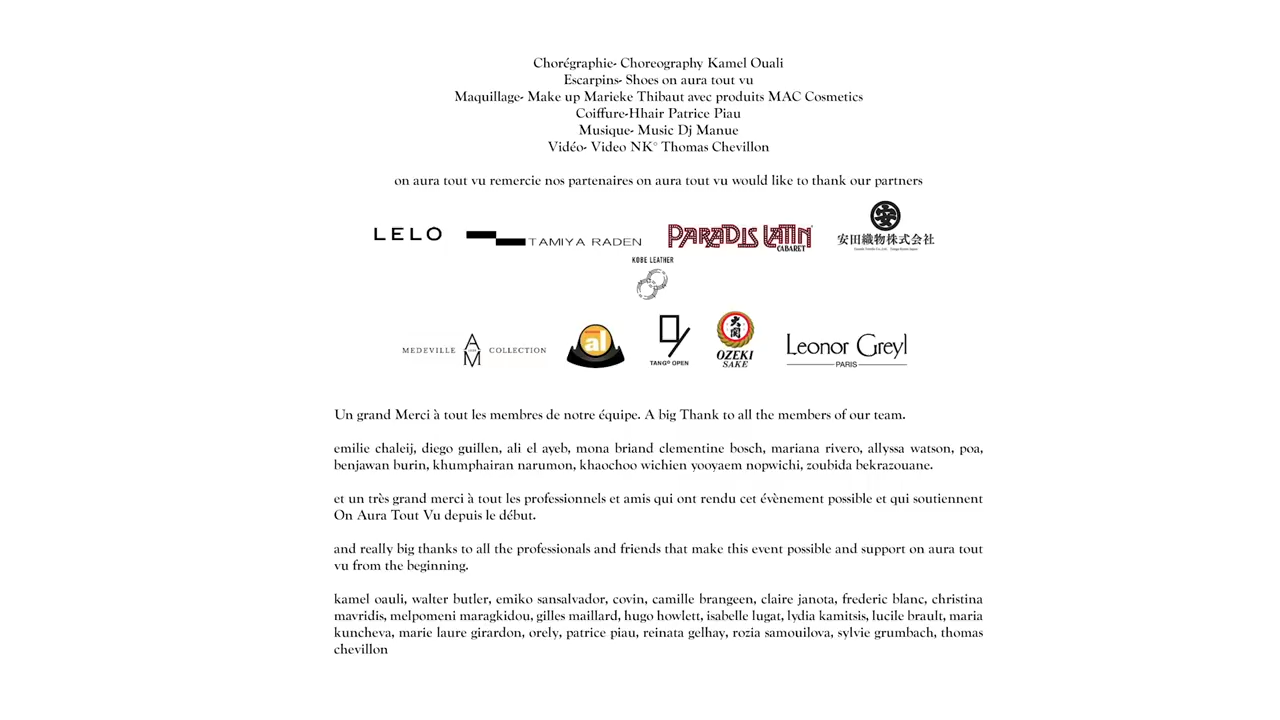 Chorégraphie- Choreography Kamel Ouali
Escarpins- Shoes on aura tout vu
Maquillage- Make up Marieke Thibaut avec produits MAC Cosmetics
Coiffure-Hhair Patrice Piau
Musique- Music Dj Manue
Vidéo- Video NK° Thomas Chevillon
on aura tout vu remercie nos partenaires on aura tout vu would like to thank our partners
LELO
TAMIYA RADEN
PARADIS LATIN
CABARET
安田織物株式会社
KOBE LEATHER
MEDEVILLE AM COLLECTION
al
TANGO OPEN
大関
OZEKI
SAKE
Leonor Greyl
PARIS
Un grand Merci à tout les membres de notre équipe. A big Thank to all the members of our team.
emilie chaleij, diego guillen, ali el ayeb, mona briand clementine bosch, mariana rivero, allyssa watson, poa,
benjawan burin, khumphairan narumon, khaochoo wichien yooyaem nopwichi, zoubida bekrazouane.
et un très grand merci à tout les professionnels et amis qui ont rendu cet évènement possible et qui soutiennent
On Aura Tout Vu depuis le début.
and really big thanks to all the professionals and friends that make this event possible and support on aura tout
vu from the beginning.
kamel oauli, walter butler, emiko sansalvador, covin, camille brangeen, claire janota, frederic blanc, christina
mavridis, melpomeni maragkidou, gilles maillard, hugo howlett, isabelle lugat, lydia kamitsis, lucile brault, maria
kuncheva, marie laure girardon, orely, patrice piau, reinata gelhay, rozia samouilova, sylvie grumbach, thomas
chevillon